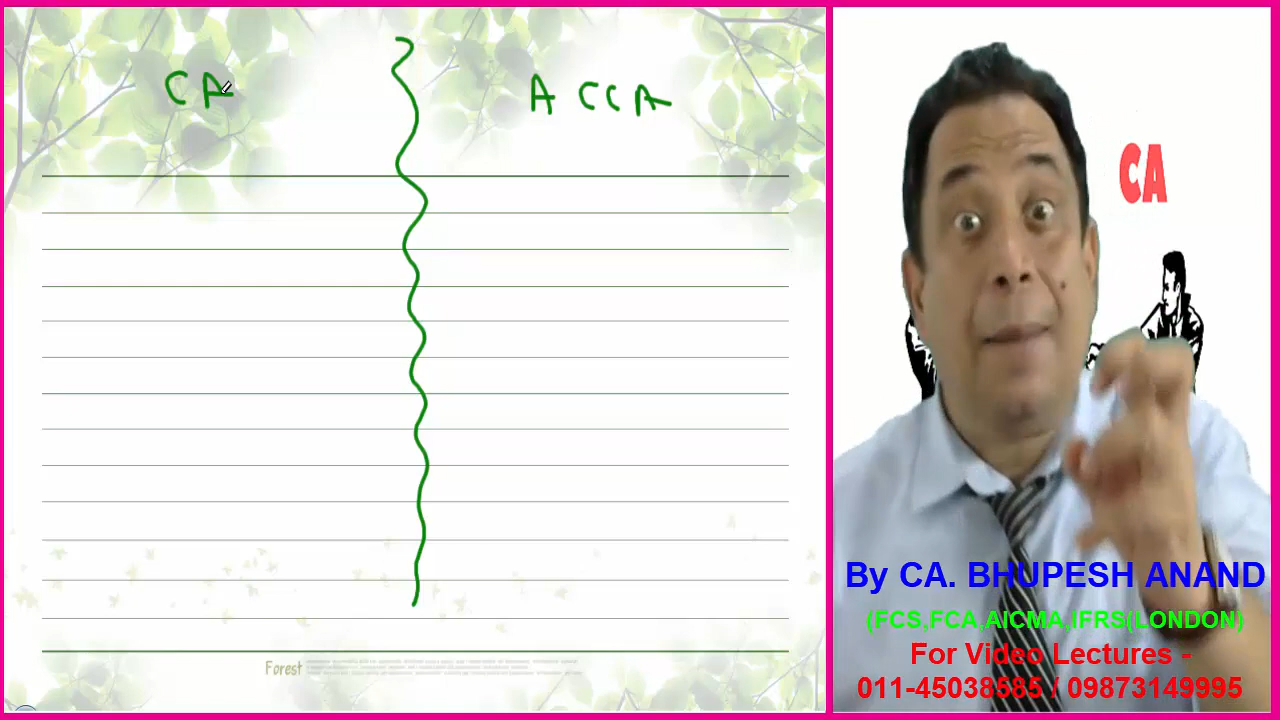 CA
ACCA
Forest
CA
By CA. BHUPESH ANAND
(FCS,FCA,AICMA,IFRS(LONDON)
For Video Lectures -
011-45038585 / 09873149995